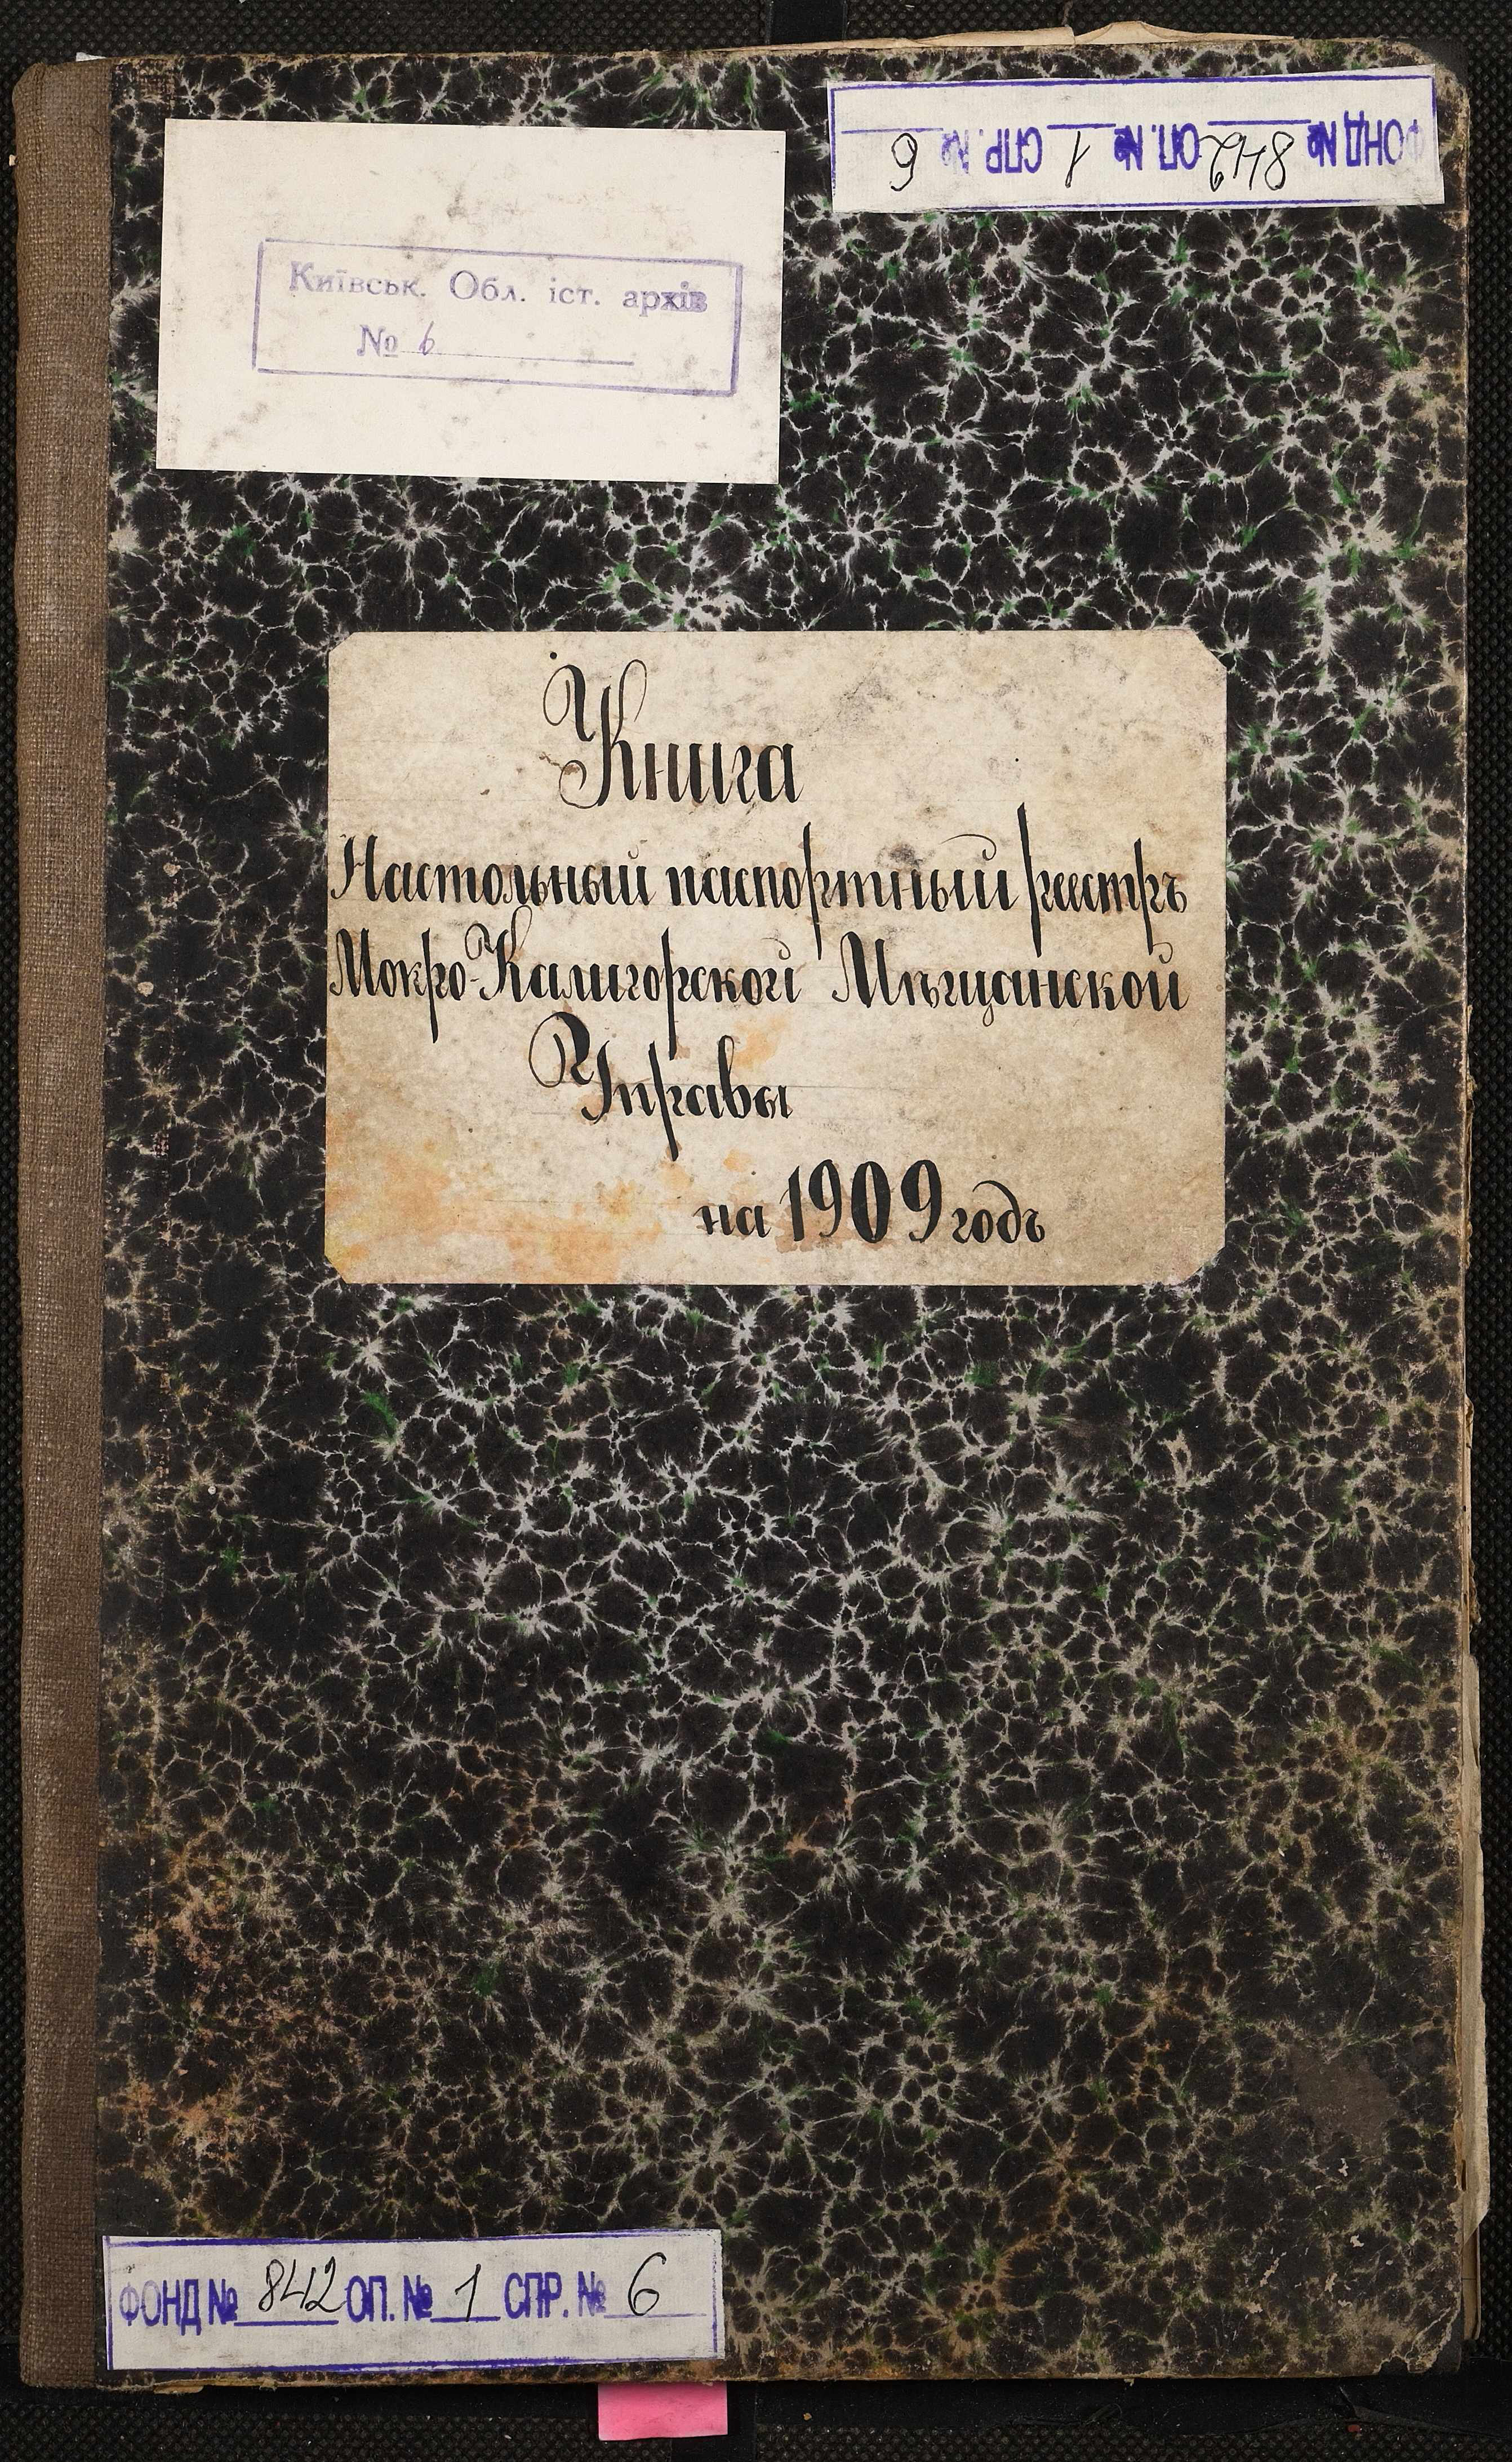 ФОНД № 842 ОП. № 1 СПР. № 6
Київськ. Обл. іст. архів
№ 6
Книга
Настольный паспортный реестръ
Мокро-Калигорской Мѣщанской
Управы
на 1909 годъ
ФОНД № 842 ОП. № 1 СПР. № 6